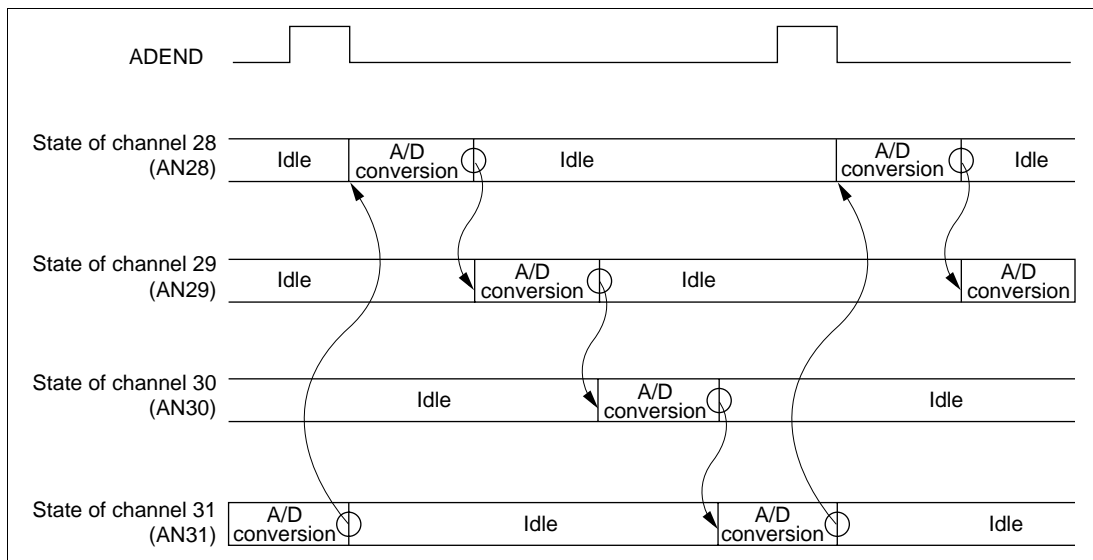 ADEND
State of channel 28
(AN28)
Idle
A/D
conversion
Idle
A/D
conversion
Idle
State of channel 29
(AN29)
Idle
A/D
conversion
Idle
A/D
conversion
State of channel 30
(AN30)
Idle
A/D
conversion
Idle
State of channel 31
(AN31)
A/D
conversion
Idle
A/D
conversion
Idle